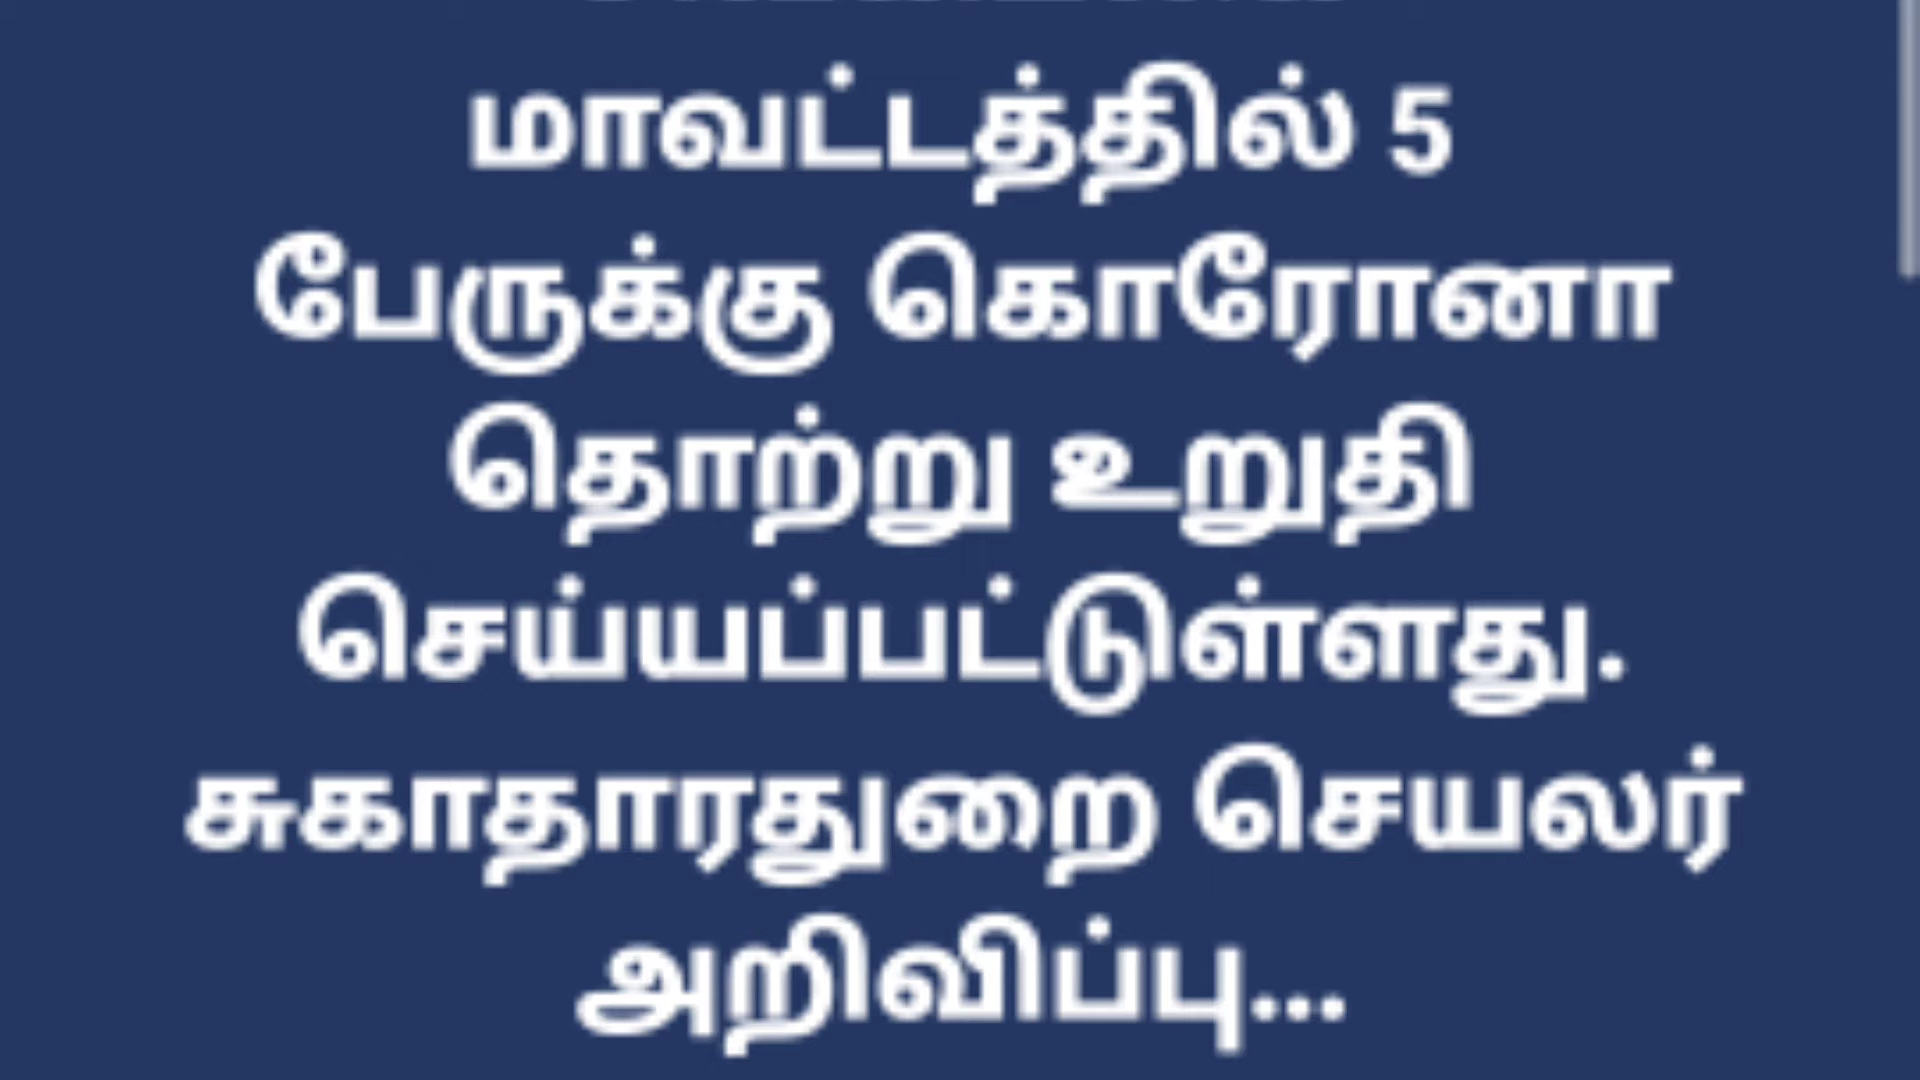 மாவட்டத்தில் 5
பேருக்கு கொரோனா
தொற்று உறுதி
செய்யப்பட்டுள்ளது.
சுகாதாரதுறை செயலர்
அறிவிப்பு...